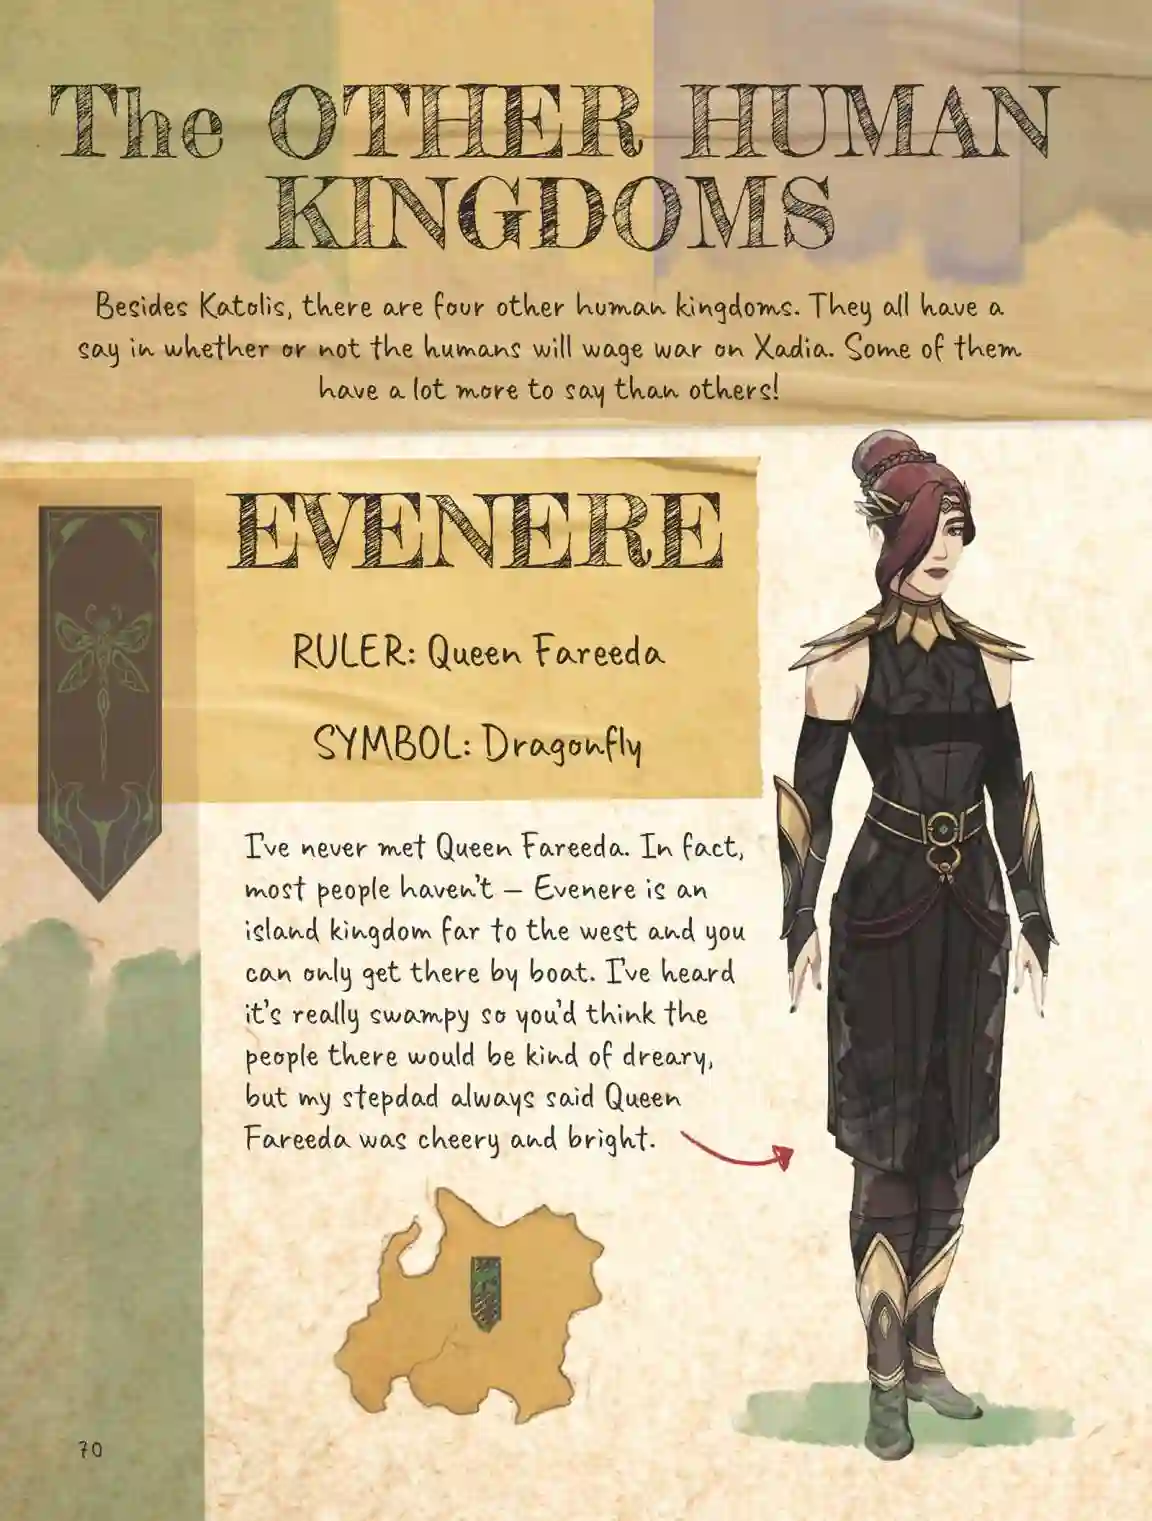 The OTHER HUMAN
KINGDOMS
Besides Katolis, there are four other human kingdoms. They all have a
say in whether or not the humans will wage war on Xadia. Some of them
have a lot more to say than others!
EVENERE
RULER: Queen Fareeda
SYMBOL: Dragonfly
I've never met Queen Fareeda. In fact,
most people haven't – Evenere is an
island kingdom far to the west and you
can only get there by boat. I've heard
it's really swampy so you'd think the
people there would be kind of dreary,
but my stepdad always said Queen
Fareeda was cheery and bright.
70